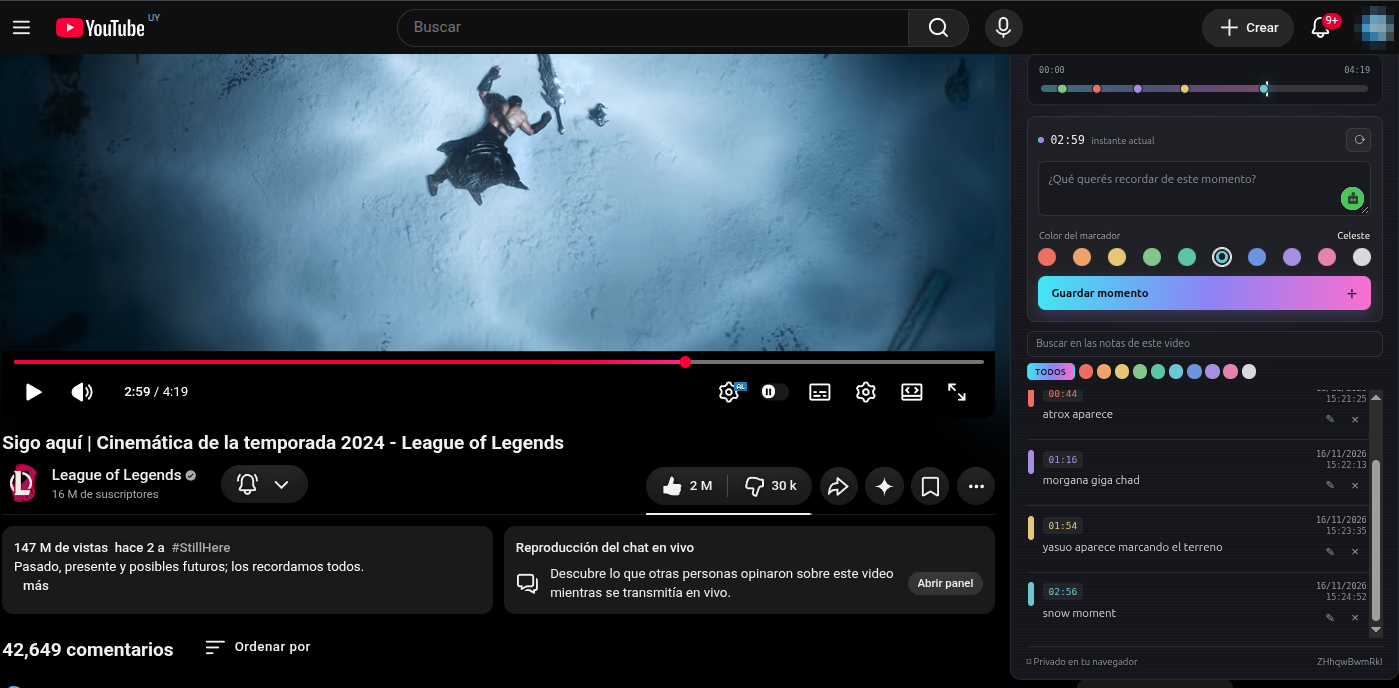 YouTube UY
Buscar
Crear
9+
00:00
04:19
02:59 instante actual
¿Qué querés recordar de este momento?
Color del marcador
Celeste
Guardar momento +
Buscar en las notas de este video
TODOS
00:44
15:21:25
atrox aparece
01:16
16/11/2026
15:22:13
morgana giga chad
01:54
16/11/2026
15:23:35
yasuo aparece marcando el terreno
02:56
16/11/2026
15:24:52
snow moment
Privado en tu navegador
ZHhqwBwmRkI
2:59 / 4:19
Sigo aquí | Cinemática de la temporada 2024 - League of Legends
League of Legends
16 M de suscriptores
2 M
30 k
147 M de vistas hace 2 a #StillHere
Pasado, presente y posibles futuros; los recordamos todos.
más
Reproducción del chat en vivo
Descubre lo que otras personas opinaron sobre este video
mientras se transmitía en vivo.
Abrir panel
42,649 comentarios
Ordenar por